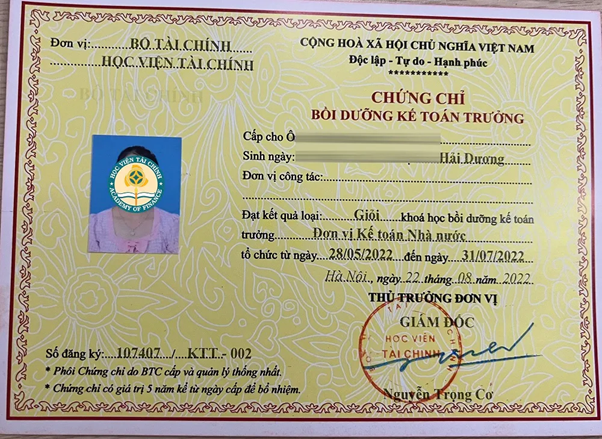 Đơn vị: BỘ TÀI CHÍNH
HỌC VIỆN TÀI CHÍNH
BỘ TÀI CHÍNH
CỘNG HOÀ XÃ HỘI CHỦ NGHĨA VIỆT NAM
Độc lập - Tự do - Hạnh phúc
***********
CHỨNG CHỈ
BỒI DƯỠNG KẾ TOÁN TRƯỞNG
Cấp cho Ô
Sinh ngày: Hải Dương
Đơn vị công tác:
HỌC VIỆN TÀI CHÍNH
ACADEMY OF FINANCE
Đạt kết quả loại: Giỏi khoá học bồi dưỡng kế toán
trưởng Đơn vị Kế toán Nhà nước
tổ chức từ ngày 28/05/2022 đến ngày 31/07/2022
Hà Nội, ngày 22 tháng 08 năm 2022
THỦ TRƯỞNG ĐƠN VỊ
GIÁM ĐỐC
HỌC VIỆN
TÀI CHÍNH
Nguyễn Trọng Cơ
Số đăng ký: 107407 / KTT - 002
* Phôi Chứng chỉ do BTC cấp và quản lý thống nhất.
* Chứng chỉ có giá trị 5 năm kể từ ngày cấp để bổ nhiệm.